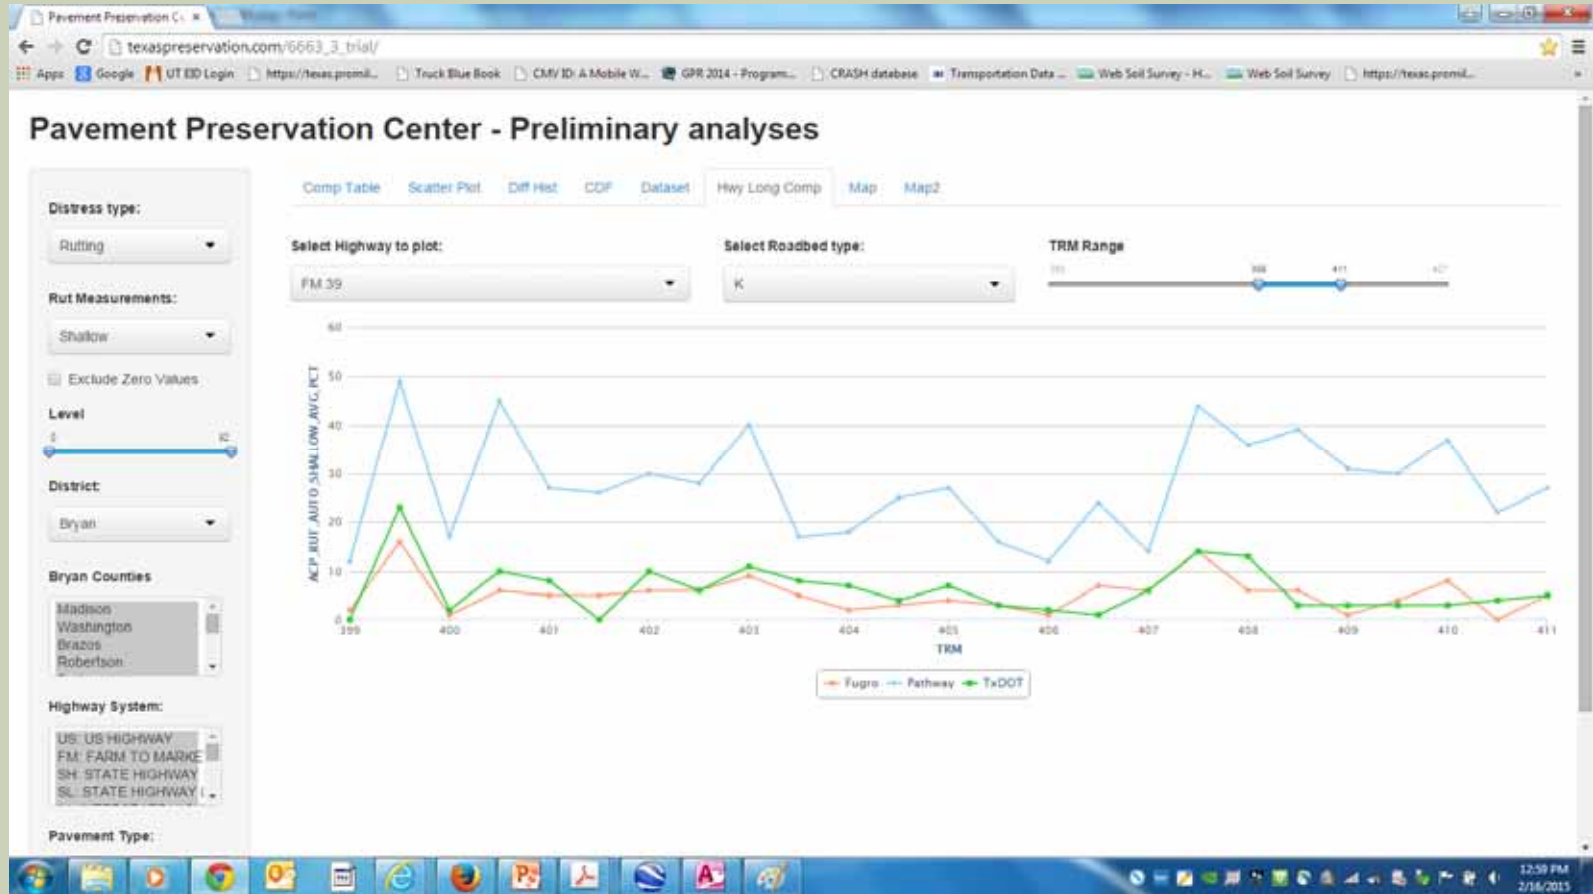 Pavement Preservation C
texaspreservation.com/6663_3_trial/
Apps Google UT EID Login https://texas.promil... Truck Blue Book CMV ID: A Mobile W... GPR 2014 - Program... CRASH database Transportation Data ... Web Soil Survey - H... Web Soil Survey https://texas.promil...
Pavement Preservation Center - Preliminary analyses
Comp Table Scatter Plot Diff Hist CDF Dataset Hwy Long Comp Map Map2
Distress type:
Rutting
Rut Measurements:
Shallow
Exclude Zero Values
Level
0
District:
Bryan
Bryan Counties
Madison
Washington
Brazos
Robertson
Highway System:
US: US HIGHWAY
FM: FARM TO MARKE
SH: STATE HIGHWAY
SL: STATE HIGHWAY
Pavement Type:
Select Highway to plot: Select Roadbed type: TRM Range
FM 39 K
411
ACP_RUT_AUTO_SHALLOW_AVG_PCT
60
50
40
30
20
10
0
399 400 401 402 403 404 405 406 407 408 409 410 411
TRM
Fugro Pathway TxDOT
12:59 PM
2/16/2015